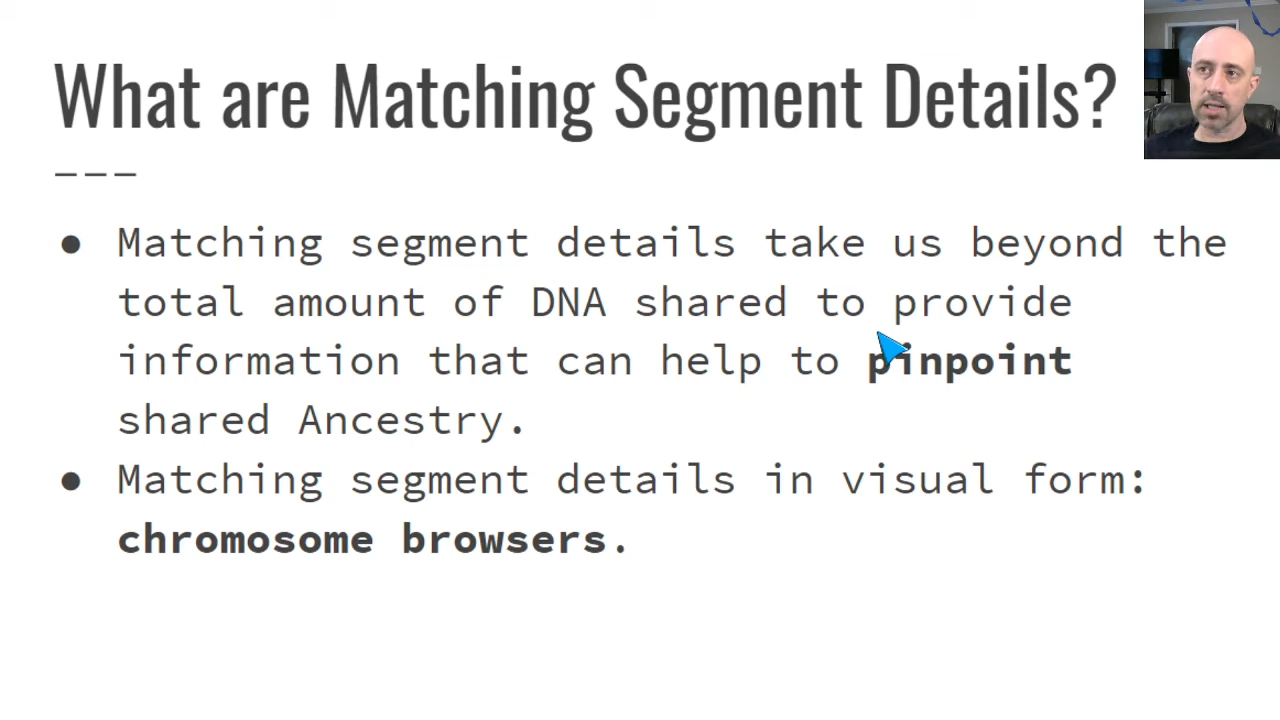 What are Matching Segment Details?
● Matching segment details take us beyond the
total amount of DNA shared to provide
information that can help to pinpoint
shared Ancestry.
● Matching segment details in visual form:
chromosome browsers.